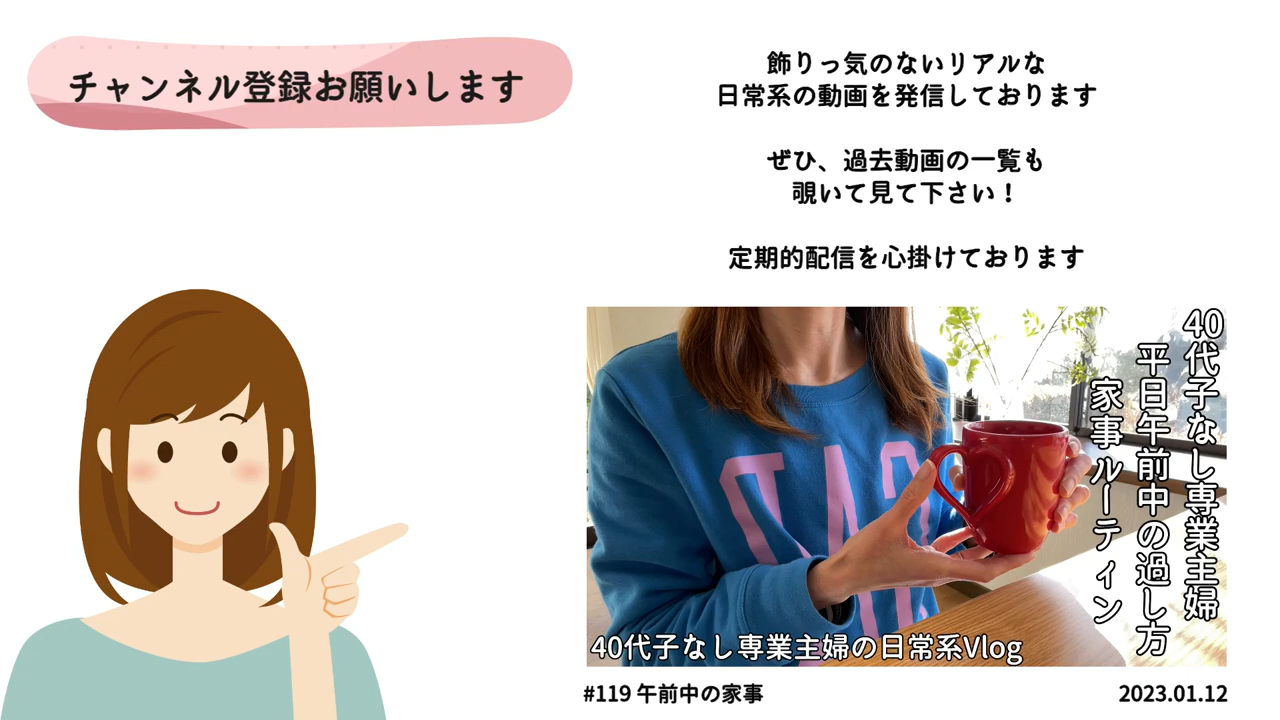 チャンネル登録お願いします
飾りっ気のないリアルな
日常系の動画を発信しております
ぜひ、過去動画の一覧も
覗いて見て下さい！
定期的配信を心掛けております
40代子なし専業主婦
平日午前中の過し方
家事ルーティン
40代子なし専業主婦の日常系Vlog
#119 午前中の家事
2023.01.12